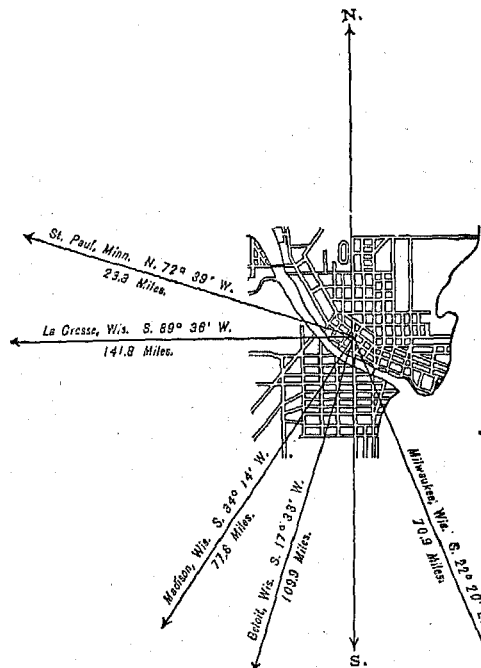 N.
St. Paul, Minn. N. 72° 39' W.
23.3 Miles.
La Crosse, Wis. S. 89° 36' W.
141.8 Miles.
Madison, Wis. S. 34° 14' W.
77.6 Miles.
Beloit, Wis. S. 17° 33' W.
109.9 Miles.
Milwaukee, Wis. S. 22° 20'
70.9 Miles.
S.